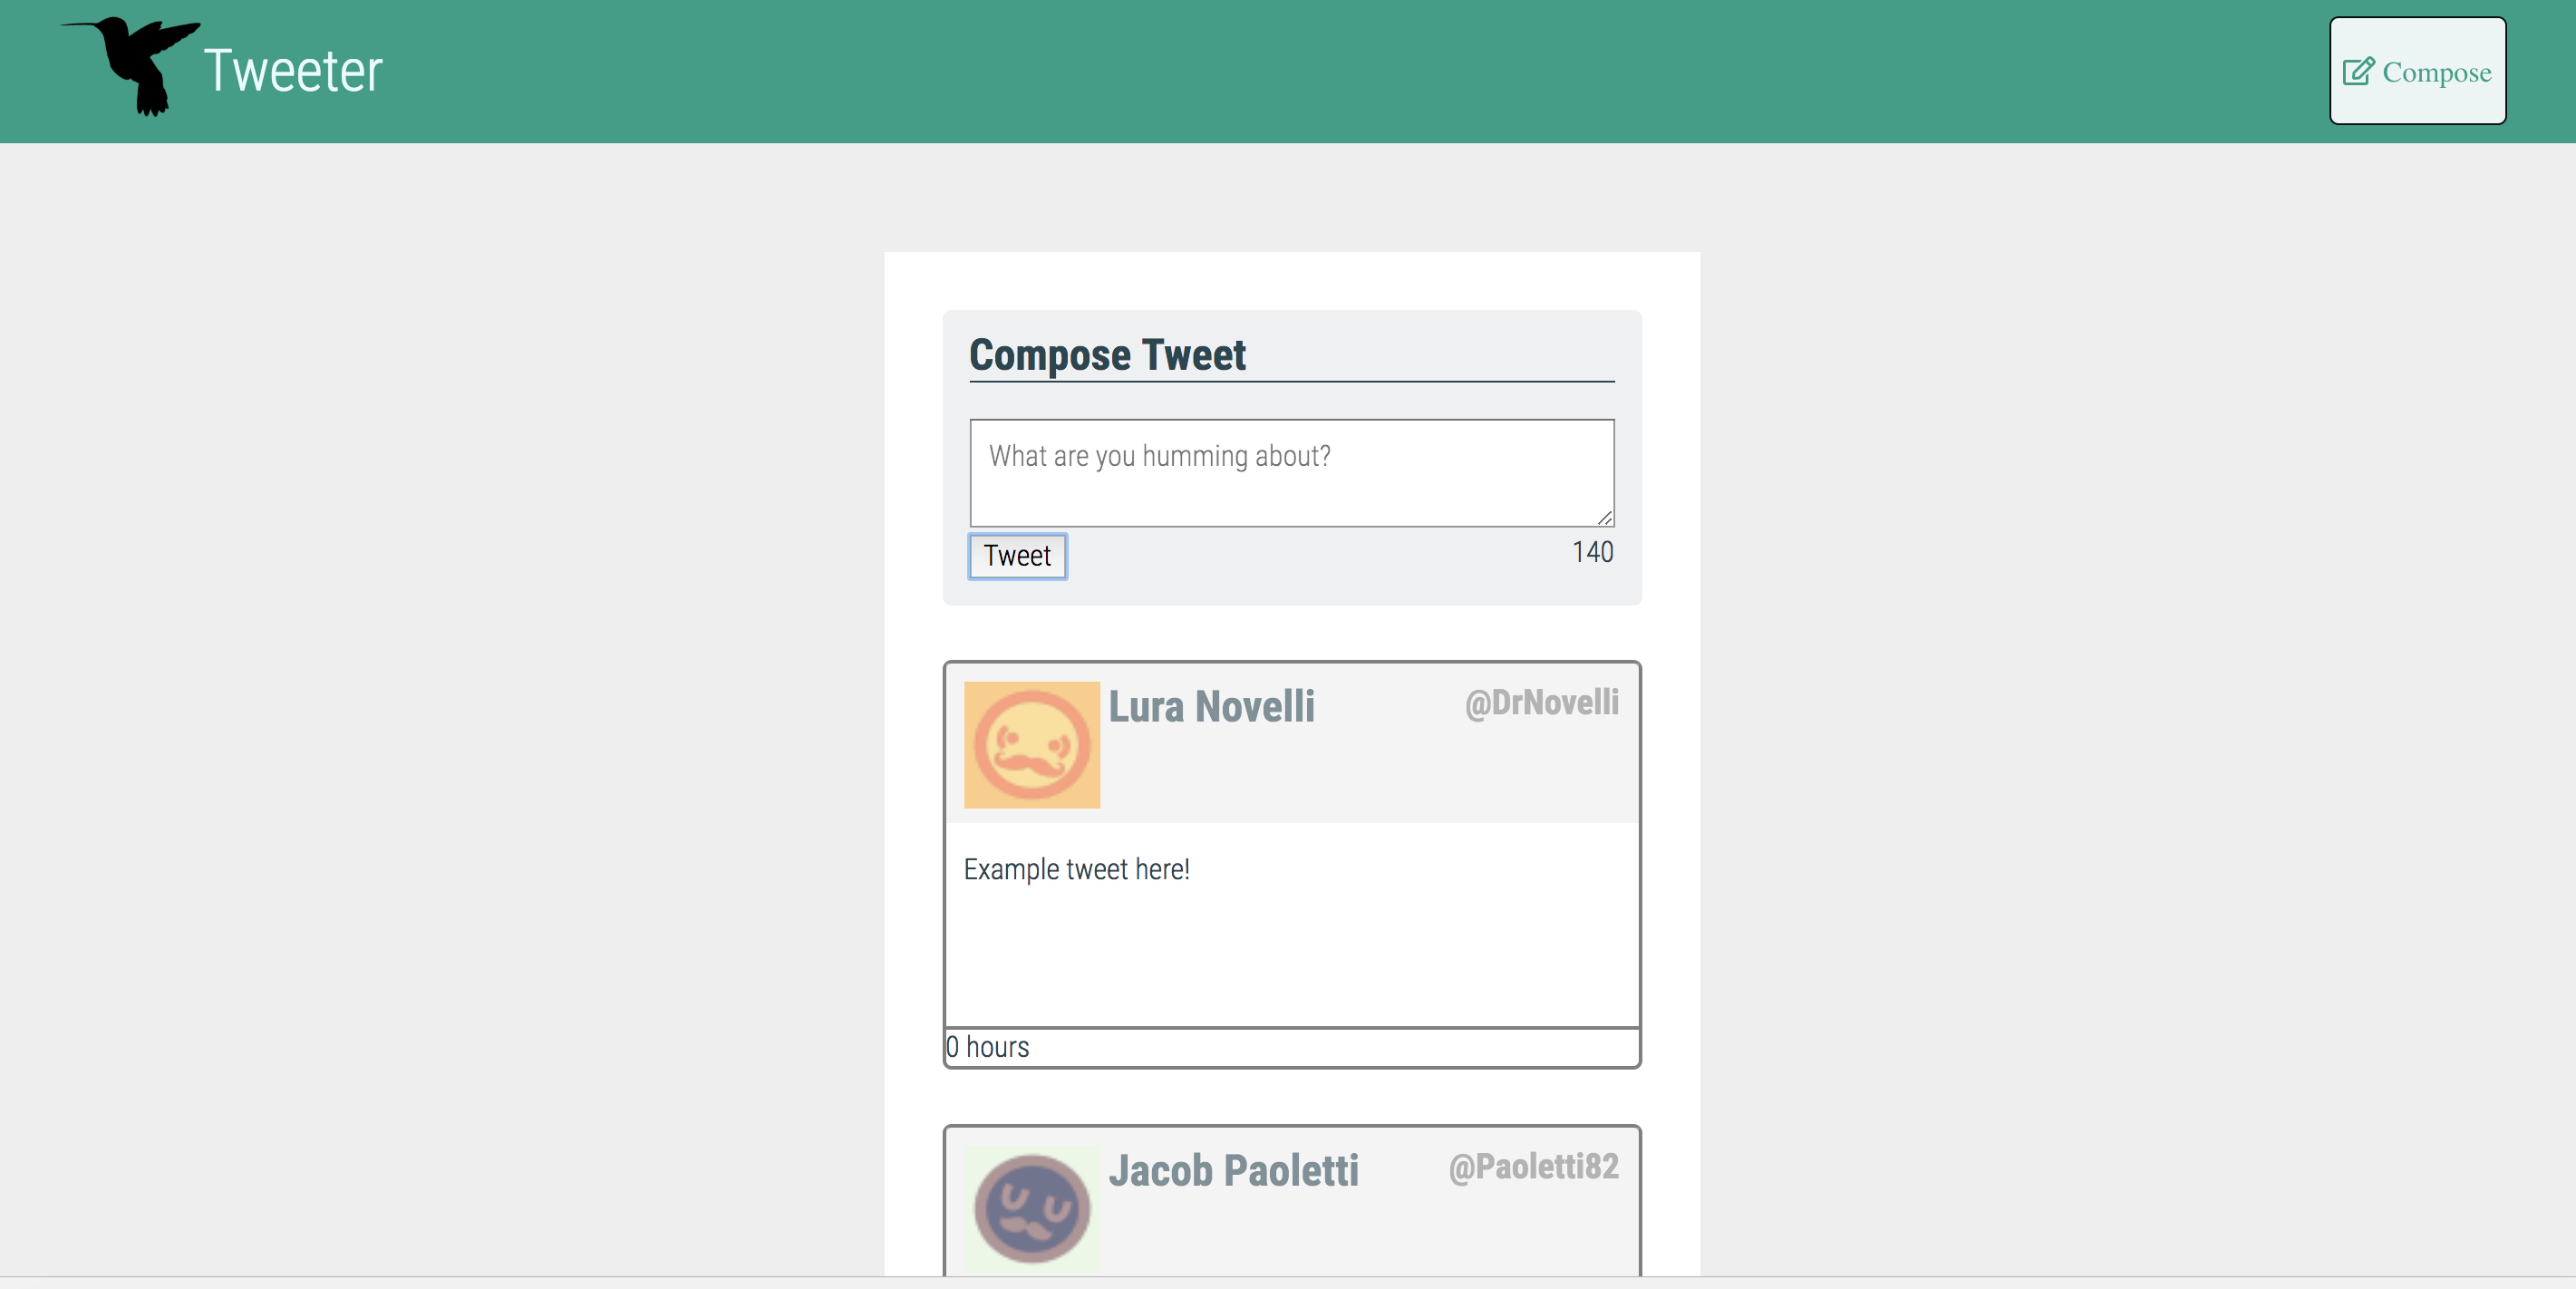 Tweeter
Compose
Compose Tweet
What are you humming about?
Tweet
140
Lura Novelli
@DrNovelli
Example tweet here!
0 hours
Jacob Paoletti
@Paoletti82